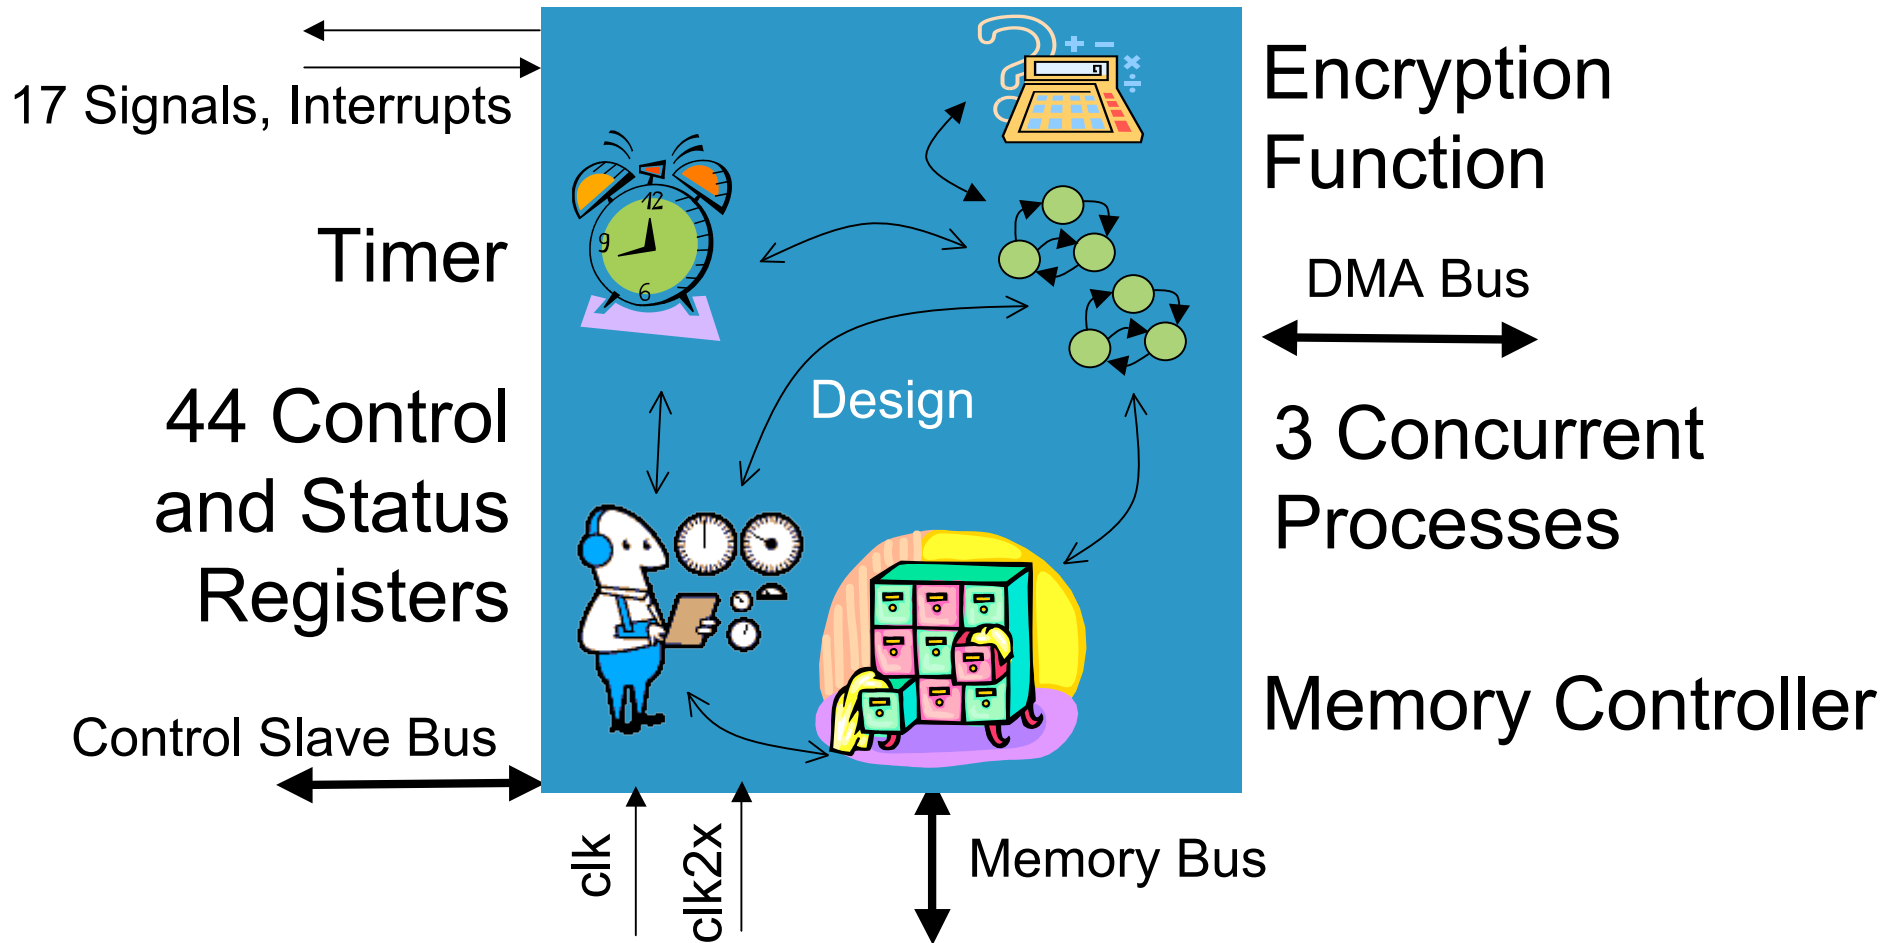 17 Signals, Interrupts
Timer
44 Control
and Status
Registers
Control Slave Bus
12
9
6
Design
Encryption
Function
DMA Bus
3 Concurrent
Processes
Memory Controller
clk
clk2x
Memory Bus